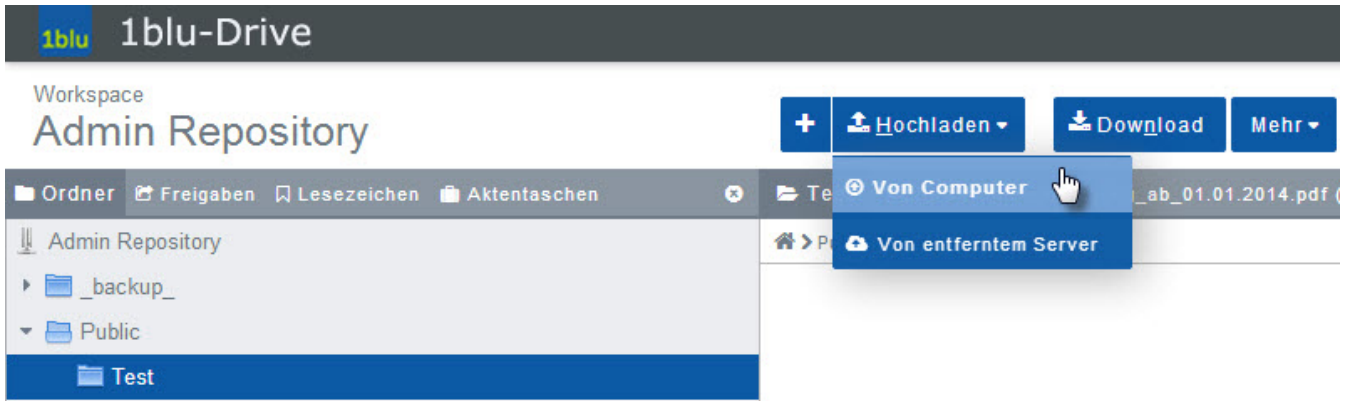 1blu 1blu-Drive
Workspace
Admin Repository
Hochladen Download Mehr
Ordner Freigaben Lesezeichen Aktentaschen Te Von Computer _ab_01.01.2014.pdf (
Admin Repository Von entferntem Server
_backup_
Public
Test